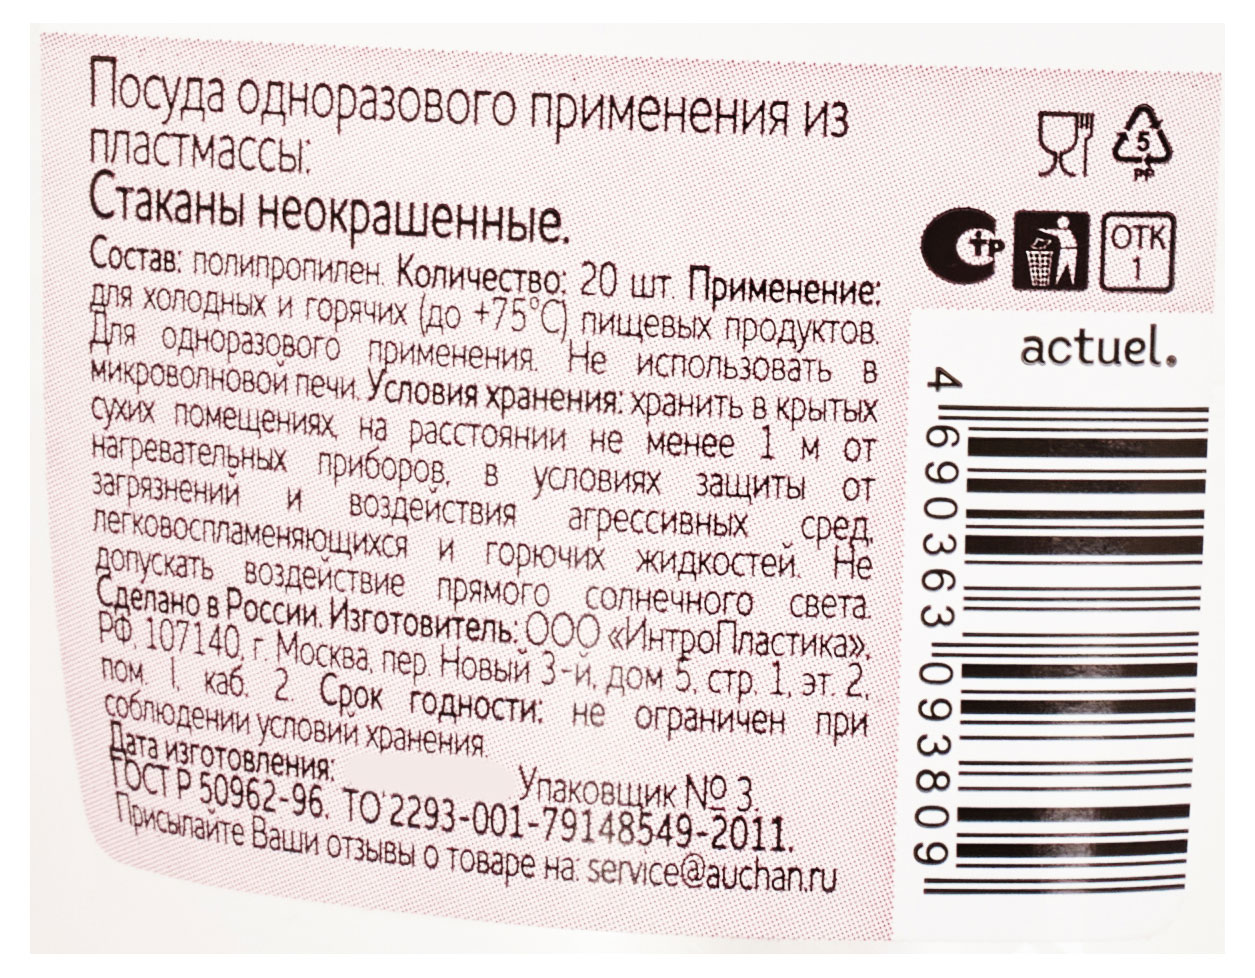 Посуда одноразового применения из
пластмассы:
Стаканы неокрашенные.
Состав: полипропилен. Количество: 20 шт. Применение:
для холодных и горячих (до +75°С) пищевых продуктов.
Для одноразового применения. Не использовать в
микроволновой печи. Условия хранения: хранить в крытых
сухих помещениях, на расстоянии не менее 1 м от
нагревательных приборов, в условиях защиты от
загрязнений и воздействия агрессивных сред,
легковоспламеняющихся и горючих жидкостей. Не
допускать воздействие прямого солнечного света.
Сделано в России. Изготовитель: ООО «ИнтроПластика»,
РФ, 107140, г. Москва, пер. Новый 3-й, дом 5, стр. 1, эт. 2,
пом. I, каб. 2. Срок годности: не ограничен при
соблюдении условий хранения.
Дата изготовления: Упаковщик № 3.
ГОСТ Р 50962-96. ТО 2293-001-79148549-2011.
Присылайте Ваши отзывы о товаре на: service@auchan.ru
5
PP
СТР
ОТК
1
actuel.
4 690363 093809